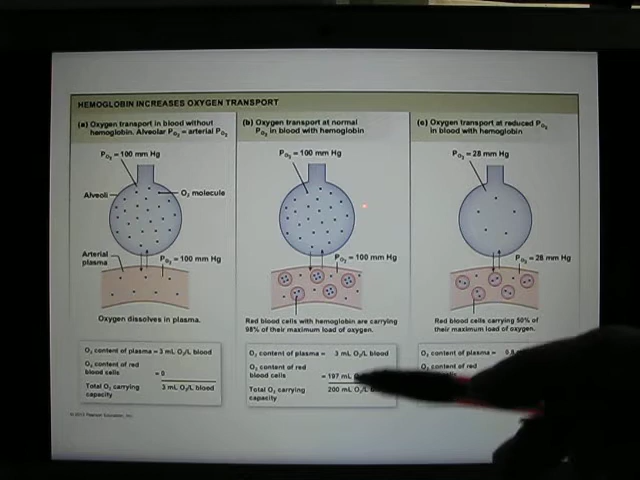 HEMOGLOBIN INCREASES OXYGEN TRANSPORT
(a) Oxygen transport in blood without
hemoglobin. Alveolar PO₂ = arterial PO₂
PO₂ = 100 mm Hg
Alveoli
O₂ molecule
Arterial
plasma
PO₂ = 100 mm Hg
Oxygen dissolves in plasma.
O₂ content of plasma = 3 mL O₂/L blood
O₂ content of red
blood cells = 0
Total O₂ carrying
capacity 3 mL O₂/L blood
(b) Oxygen transport at normal
PO₂ in blood with hemoglobin
PO₂ = 100 mm Hg
PO₂ = 100 mm Hg
Red blood cells with hemoglobin are carrying
98% of their maximum load of oxygen.
O₂ content of plasma = 3 mL O₂/L blood
O₂ content of red
blood cells = 197 mL
Total O₂ carrying
capacity 200 mL O₂/L
(c) Oxygen transport at reduced PO₂
in blood with hemoglobin
PO₂ = 28 mm Hg
PO₂ = 28 mm Hg
Red blood cells carrying 50% of
their maximum load of oxygen.
O₂ content of plasma =
O₂ content of red
© 2013 Pearson Education, Inc.